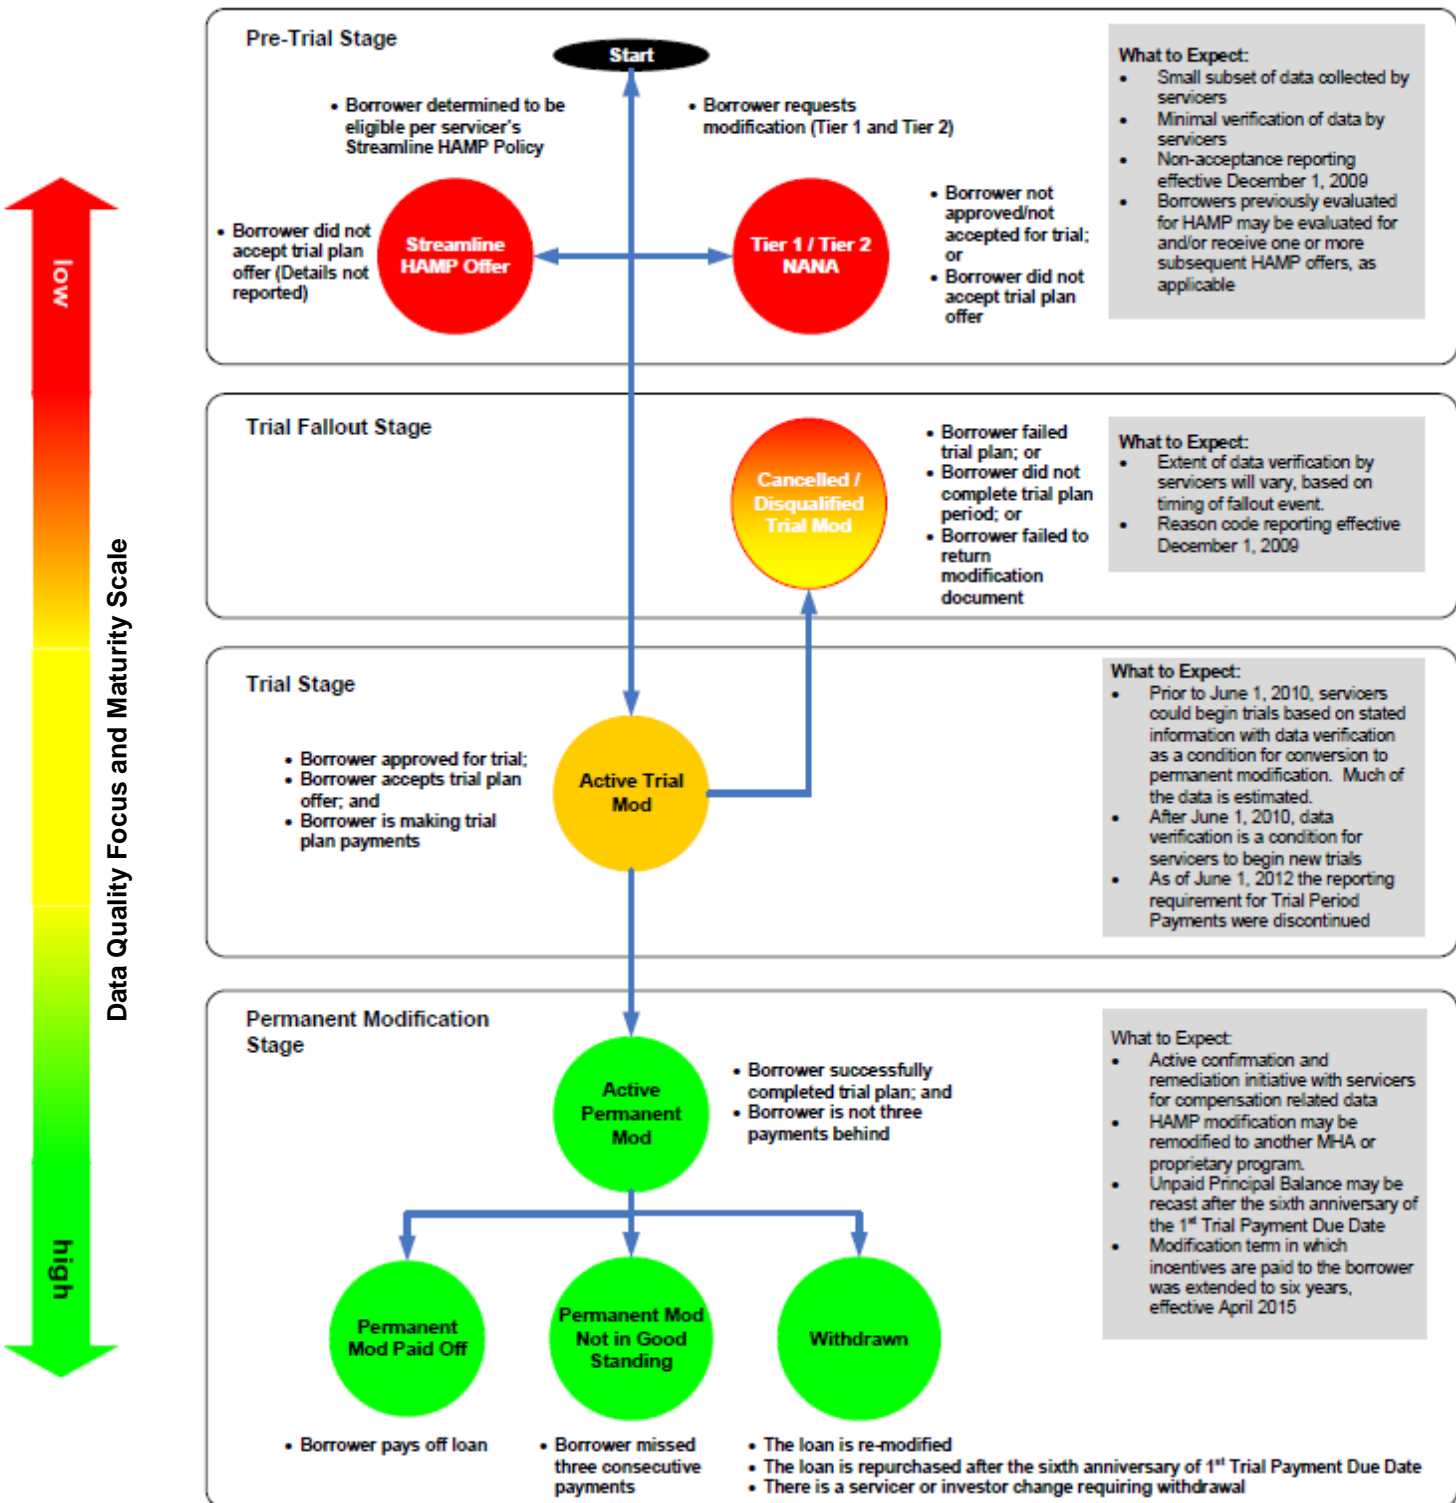 Pre-Trial Stage
Start
• Borrower determined to be
eligible per servicer's
Streamline HAMP Policy
• Borrower requests
modification (Tier 1 and Tier 2)
• Borrower did not
accept trial plan
offer (Details not
reported)
Streamline
HAMP Offer
Tier 1 / Tier 2
NANA
• Borrower not
approved/not
accepted for trial;
or
• Borrower did not
accept trial plan
offer
What to Expect:
• Small subset of data collected by
servicers
• Minimal verification of data by
servicers
• Non-acceptance reporting
effective December 1, 2009
• Borrowers previously evaluated
for HAMP may be evaluated for
and/or receive one or more
subsequent HAMP offers, as
applicable
low
Data Quality Focus and Maturity Scale
high
Trial Fallout Stage
Cancelled /
Disqualified
Trial Mod
• Borrower failed
trial plan; or
• Borrower did not
complete trial plan
period; or
• Borrower failed to
return
modification
document
What to Expect:
• Extent of data verification by
servicers will vary, based on
timing of fallout event.
• Reason code reporting effective
December 1, 2009
Trial Stage
• Borrower approved for trial;
• Borrower accepts trial plan
offer; and
• Borrower is making trial
plan payments
Active Trial
Mod
What to Expect:
• Prior to June 1, 2010, servicers
could begin trials based on stated
information with data verification
as a condition for conversion to
permanent modification. Much of
the data is estimated.
• After June 1, 2010, data
verification is a condition for
servicers to begin new trials
• As of June 1, 2012 the reporting
requirement for Trial Period
Payments were discontinued
Permanent Modification
Stage
Active
Permanent
Mod
• Borrower successfully
completed trial plan; and
• Borrower is not three
payments behind
What to Expect:
• Active confirmation and
remediation initiative with servicers
for compensation related data
• HAMP modification may be
remodified to another MHA or
proprietary program.
• Unpaid Principal Balance may be
recast after the sixth anniversary of
the 1st Trial Payment Due Date
• Modification term in which
incentives are paid to the borrower
was extended to six years,
effective April 2015
Permanent
Mod Paid Off
Permanent Mod
Not in Good
Standing
Withdrawn
• Borrower pays off loan
• Borrower missed
three consecutive
payments
• The loan is re-modified
• The loan is repurchased after the sixth anniversary of 1st Trial Payment Due Date
• There is a servicer or investor change requiring withdrawal